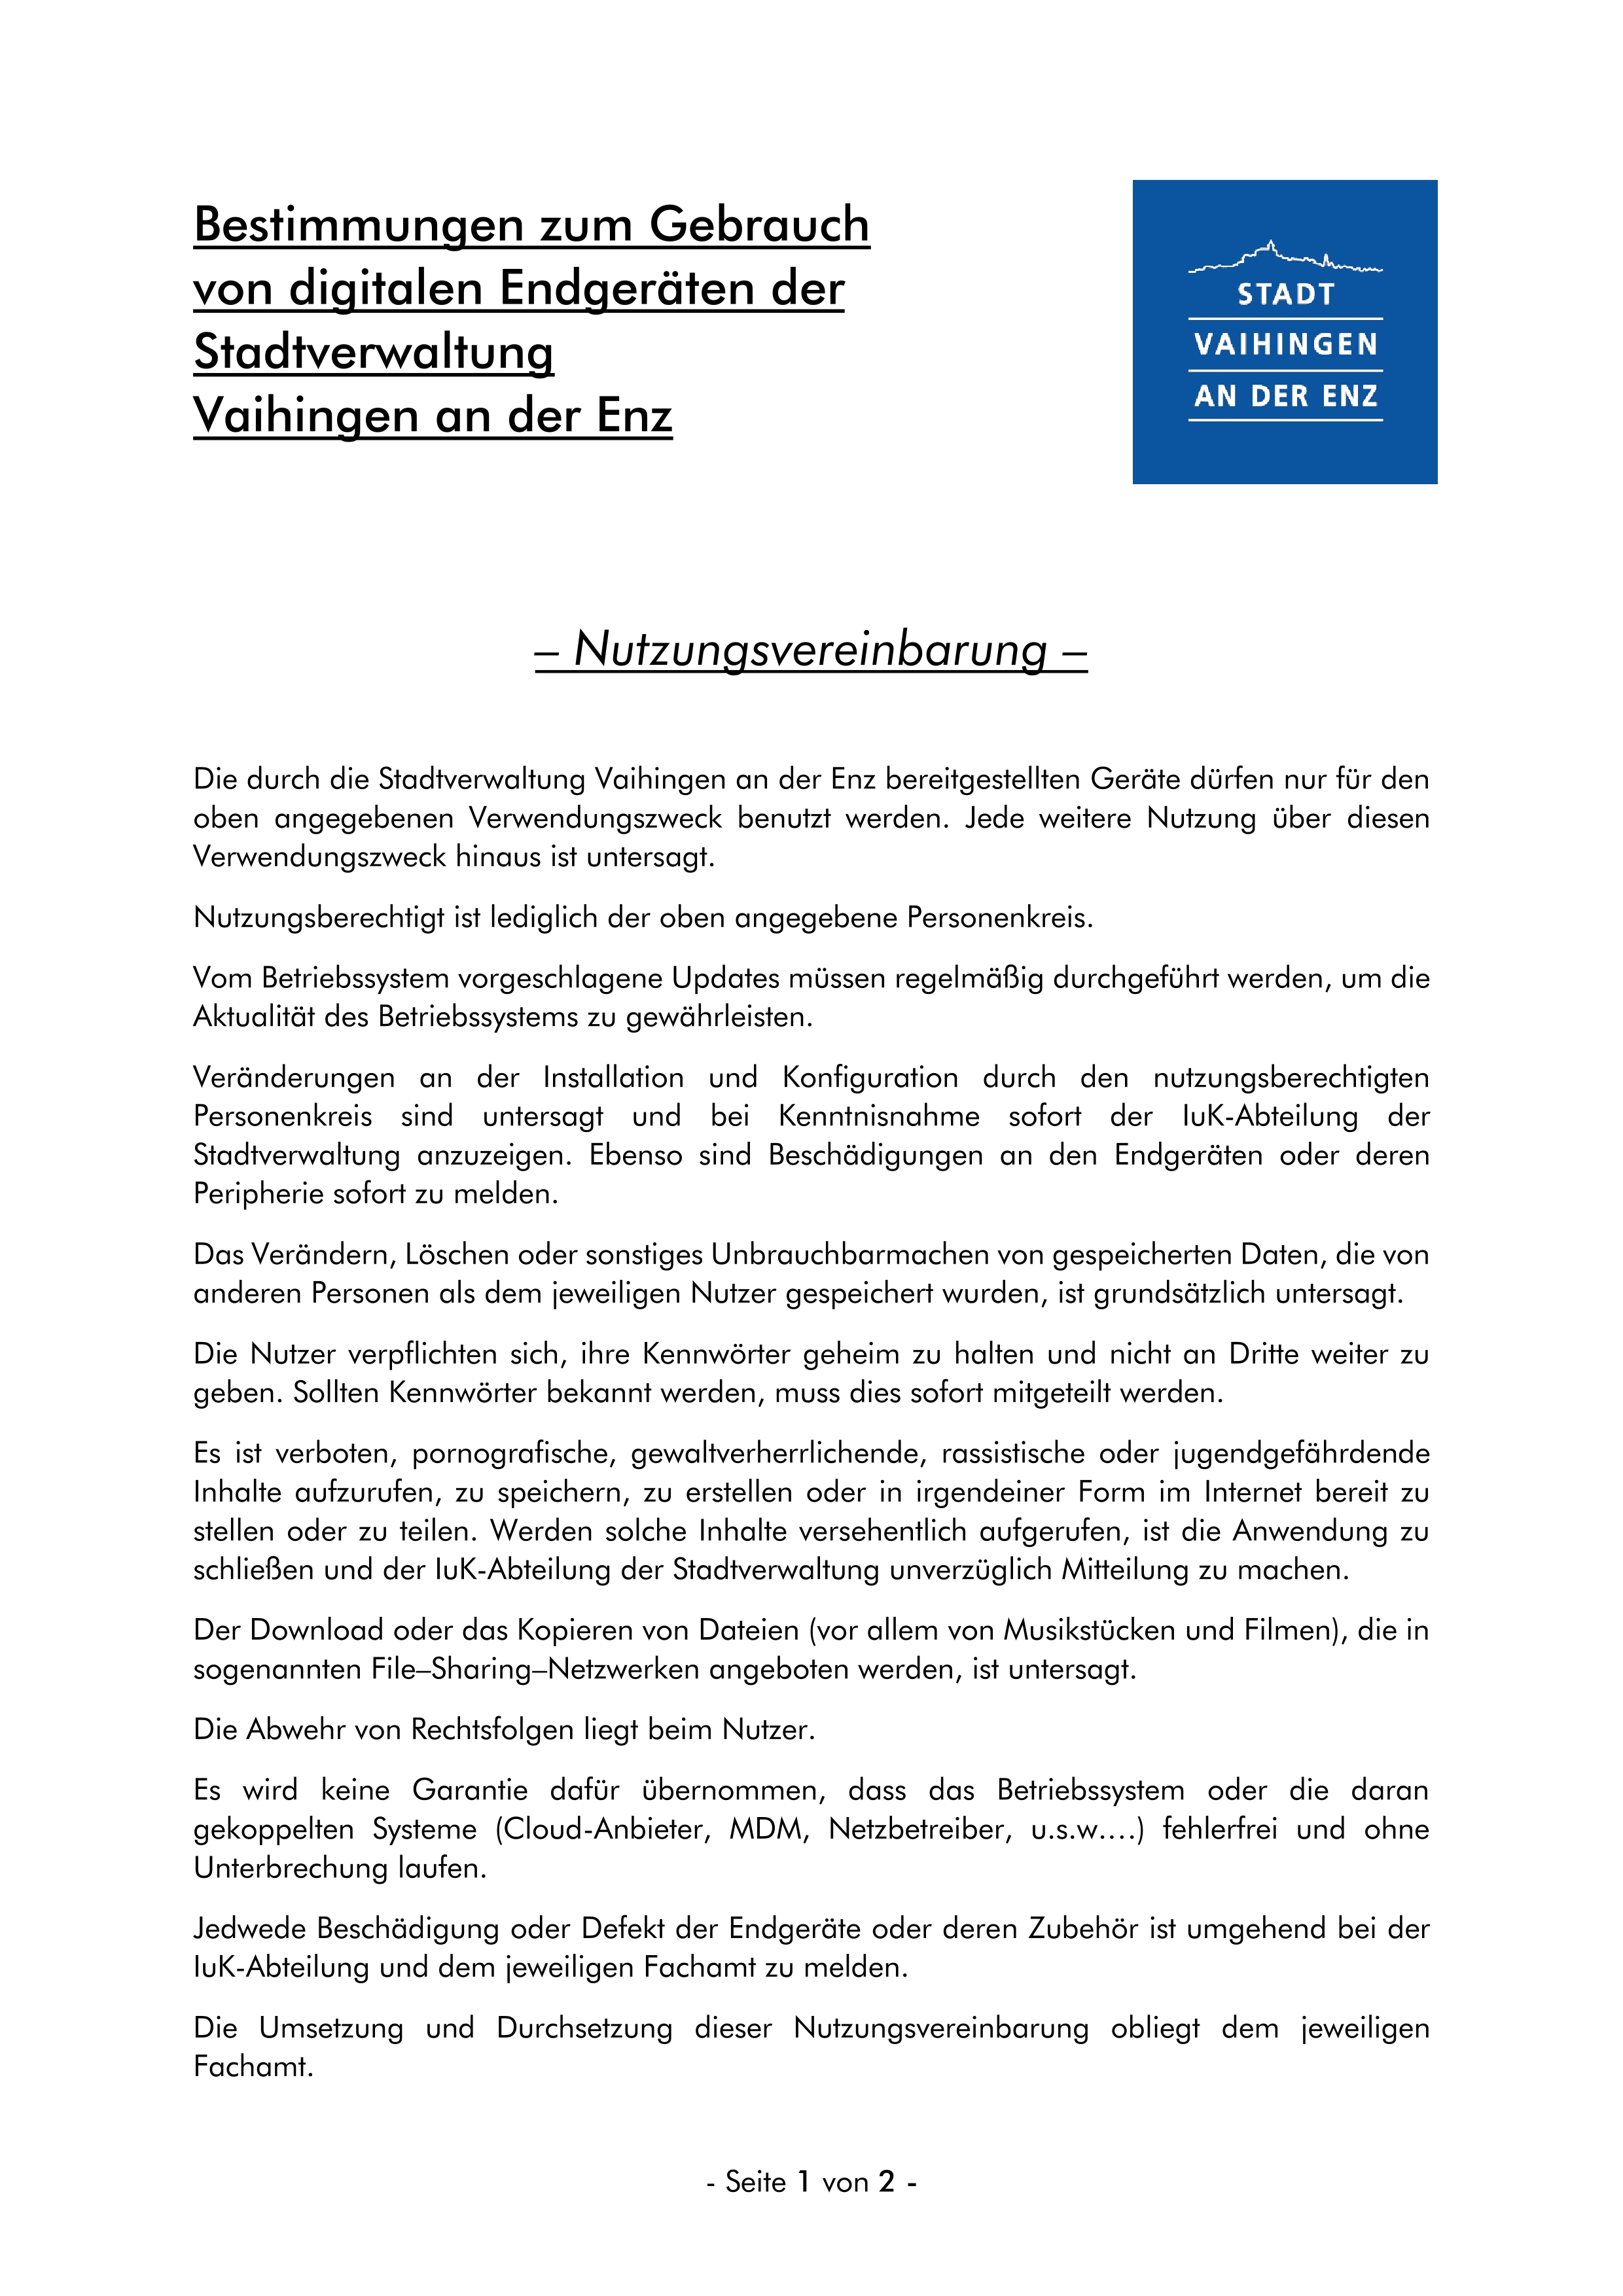 Bestimmungen zum Gebrauch
von digitalen Endgeräten der
Stadtverwaltung
Vaihingen an der Enz
STADT
VAIHINGEN
AN DER ENZ
– Nutzungsvereinbarung –
Die durch die Stadtverwaltung Vaihingen an der Enz bereitgestellten Geräte dürfen nur für den
oben angegebenen Verwendungszweck benutzt werden. Jede weitere Nutzung über diesen
Verwendungszweck hinaus ist untersagt.
Nutzungsberechtigt ist lediglich der oben angegebene Personenkreis.
Vom Betriebssystem vorgeschlagene Updates müssen regelmäßig durchgeführt werden, um die
Aktualität des Betriebssystems zu gewährleisten.
Veränderungen an der Installation und Konfiguration durch den nutzungsberechtigten
Personenkreis sind untersagt und bei Kenntnisnahme sofort der IuK-Abteilung der
Stadtverwaltung anzuzeigen. Ebenso sind Beschädigungen an den Endgeräten oder deren
Peripherie sofort zu melden.
Das Verändern, Löschen oder sonstiges Unbrauchbarmachen von gespeicherten Daten, die von
anderen Personen als dem jeweiligen Nutzer gespeichert wurden, ist grundsätzlich untersagt.
Die Nutzer verpflichten sich, ihre Kennwörter geheim zu halten und nicht an Dritte weiter zu
geben. Sollten Kennwörter bekannt werden, muss dies sofort mitgeteilt werden.
Es ist verboten, pornografische, gewaltverherrlichende, rassistische oder jugendgefährdende
Inhalte aufzurufen, zu speichern, zu erstellen oder in irgendeiner Form im Internet bereit zu
stellen oder zu teilen. Werden solche Inhalte versehentlich aufgerufen, ist die Anwendung zu
schließen und der IuK-Abteilung der Stadtverwaltung unverzüglich Mitteilung zu machen.
Der Download oder das Kopieren von Dateien (vor allem von Musikstücken und Filmen), die in
sogenannten File–Sharing–Netzwerken angeboten werden, ist untersagt.
Die Abwehr von Rechtsfolgen liegt beim Nutzer.
Es wird keine Garantie dafür übernommen, dass das Betriebssystem oder die daran
gekoppelten Systeme (Cloud-Anbieter, MDM, Netzbetreiber, u.s.w.…) fehlerfrei und ohne
Unterbrechung laufen.
Jedwede Beschädigung oder Defekt der Endgeräte oder deren Zubehör ist umgehend bei der
IuK-Abteilung und dem jeweiligen Fachamt zu melden.
Die Umsetzung und Durchsetzung dieser Nutzungsvereinbarung obliegt dem jeweiligen
Fachamt.
- Seite 1 von 2 -